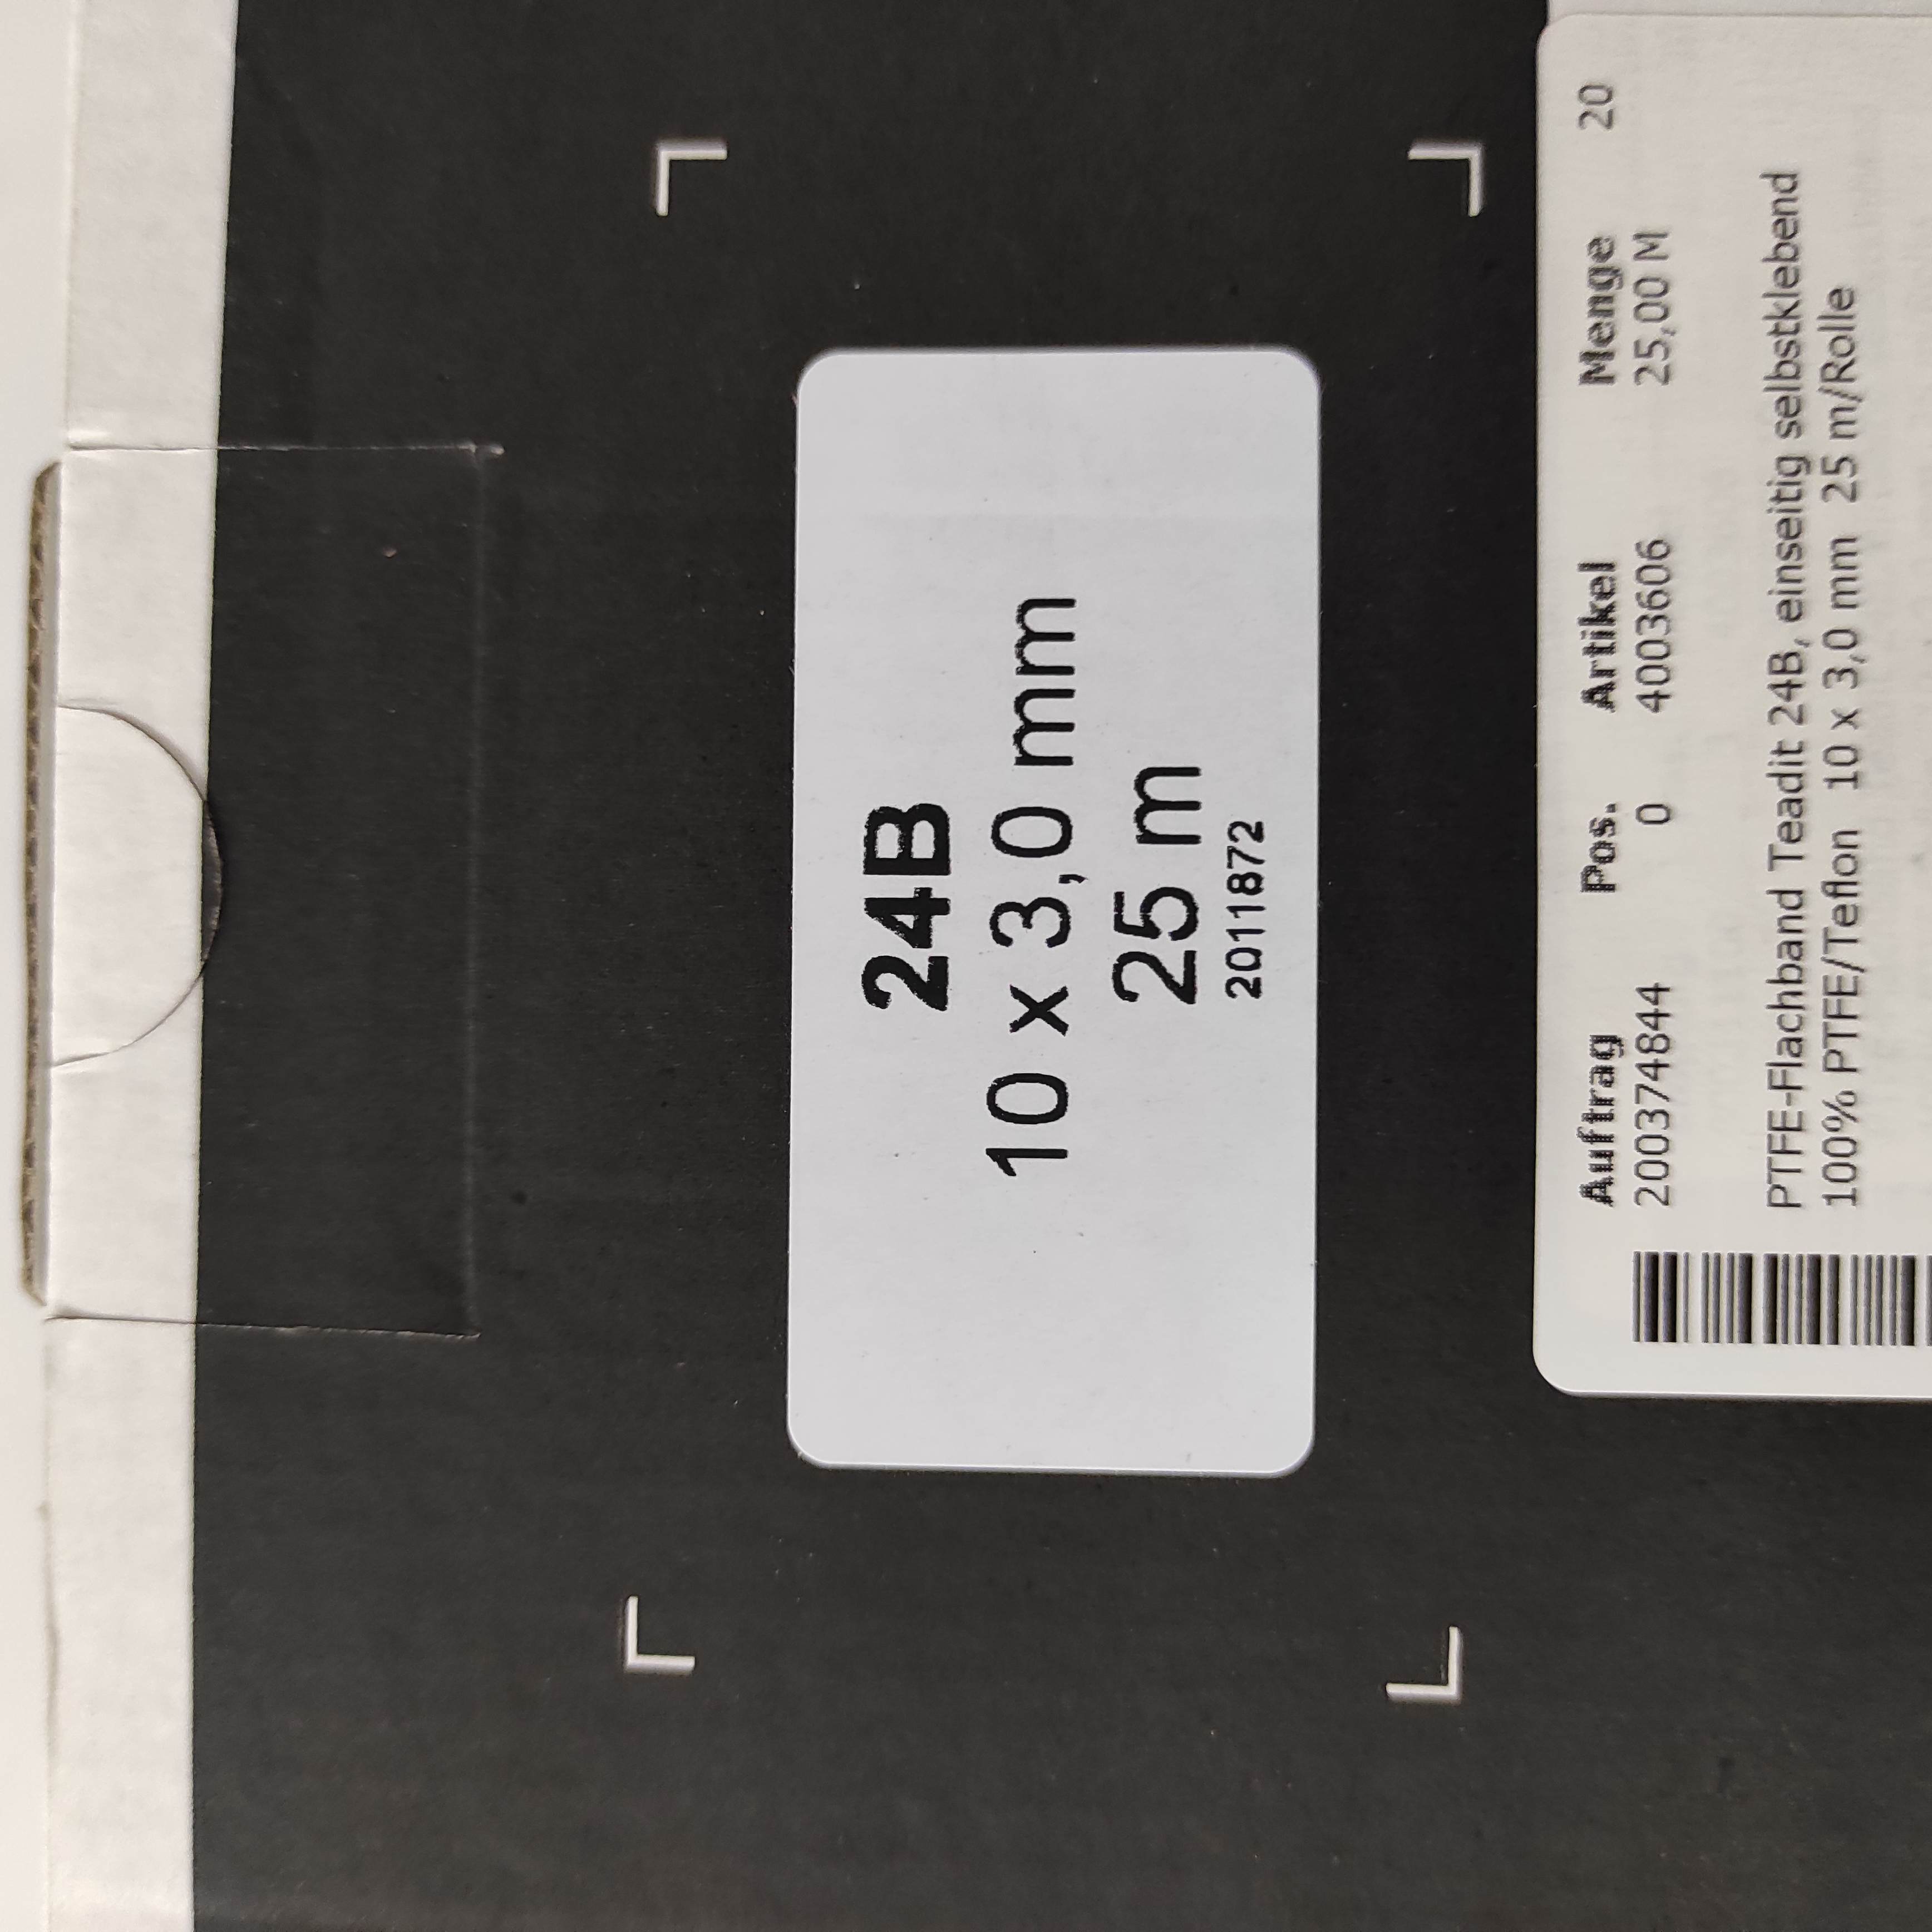 24B
10 x 3,0 mm
25 m
2011872
20
Auftrag Pos. Artikel Menge
200374844 0 4003606 25,00 M
PTFE-Flachband Teadit 24B, einseitig selbstklebend
100% PTFE/Teflon 10 x 3,0 mm 25 m/Rolle